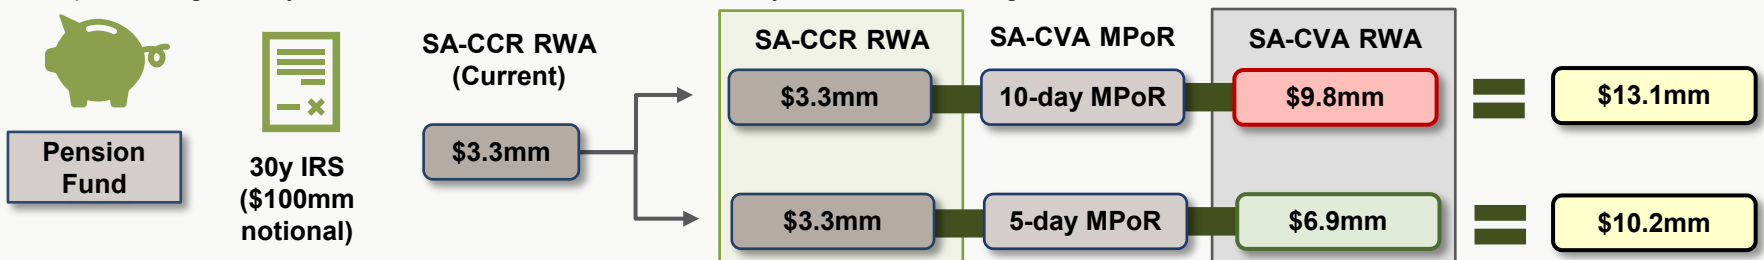 SA-CCR RWA
(Current)
SA-CCR RWA
SA-CVA MPoR
SA-CVA RWA
$3.3mm
10-day MPoR
$9.8mm
$13.1mm
Pension
Fund
30y IRS
($100mm
notional)
$3.3mm
$3.3mm
5-day MPoR
$6.9mm
$10.2mm